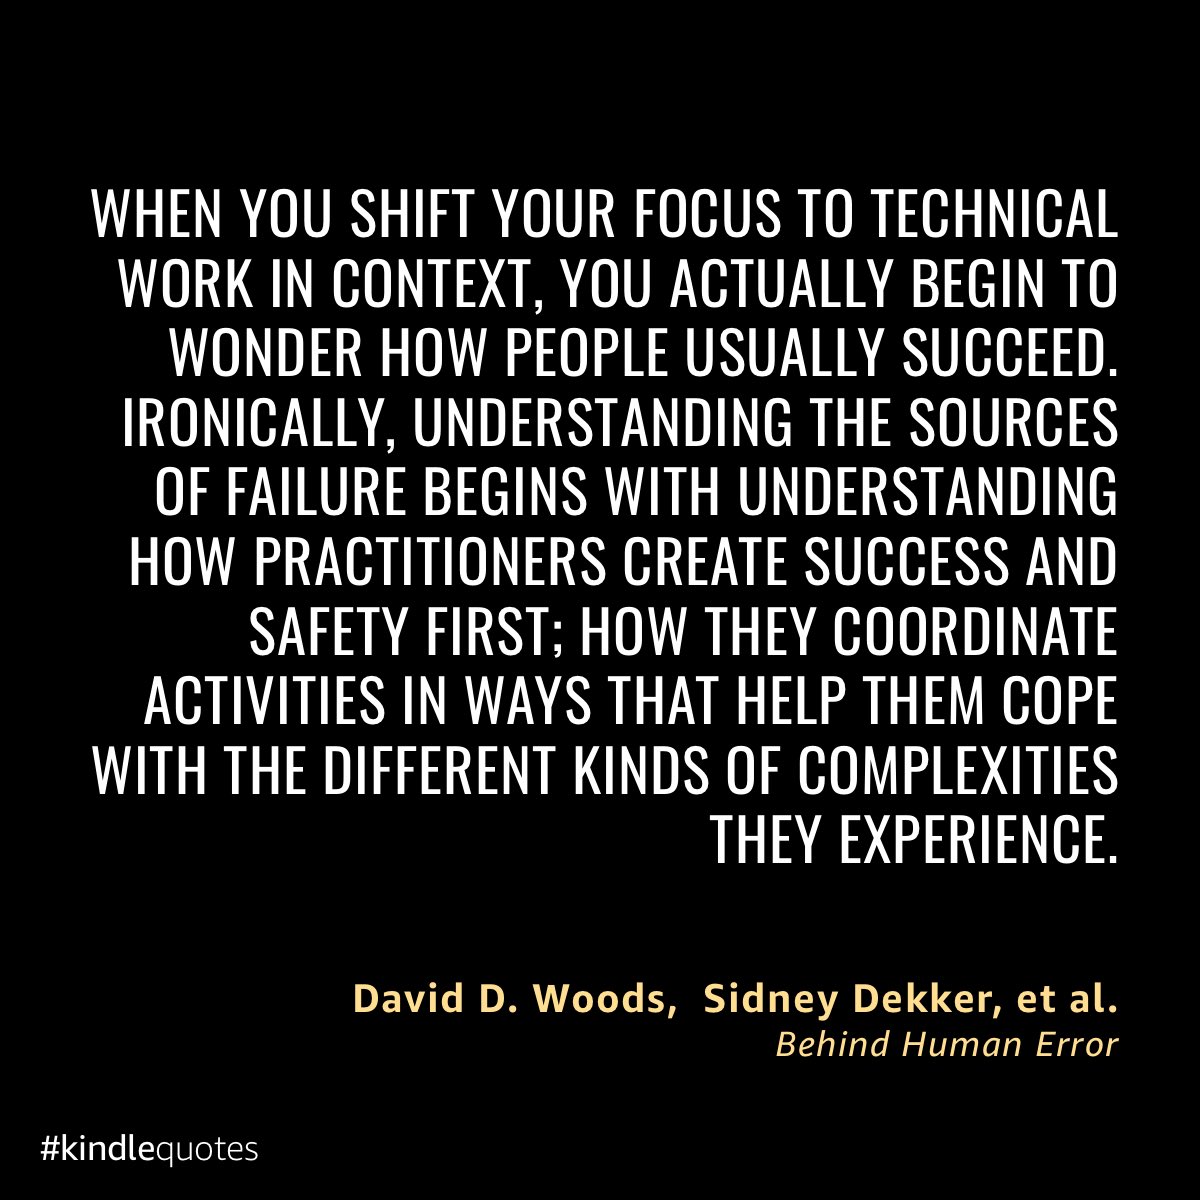 WHEN YOU SHIFT YOUR FOCUS TO TECHNICAL
WORK IN CONTEXT, YOU ACTUALLY BEGIN TO
WONDER HOW PEOPLE USUALLY SUCCEED.
IRONICALLY, UNDERSTANDING THE SOURCES
OF FAILURE BEGINS WITH UNDERSTANDING
HOW PRACTITIONERS CREATE SUCCESS AND
SAFETY FIRST; HOW THEY COORDINATE
ACTIVITIES IN WAYS THAT HELP THEM COPE
WITH THE DIFFERENT KINDS OF COMPLEXITIES
THEY EXPERIENCE.
David D. Woods,  Sidney Dekker, et al.
Behind Human Error
#kindlequotes